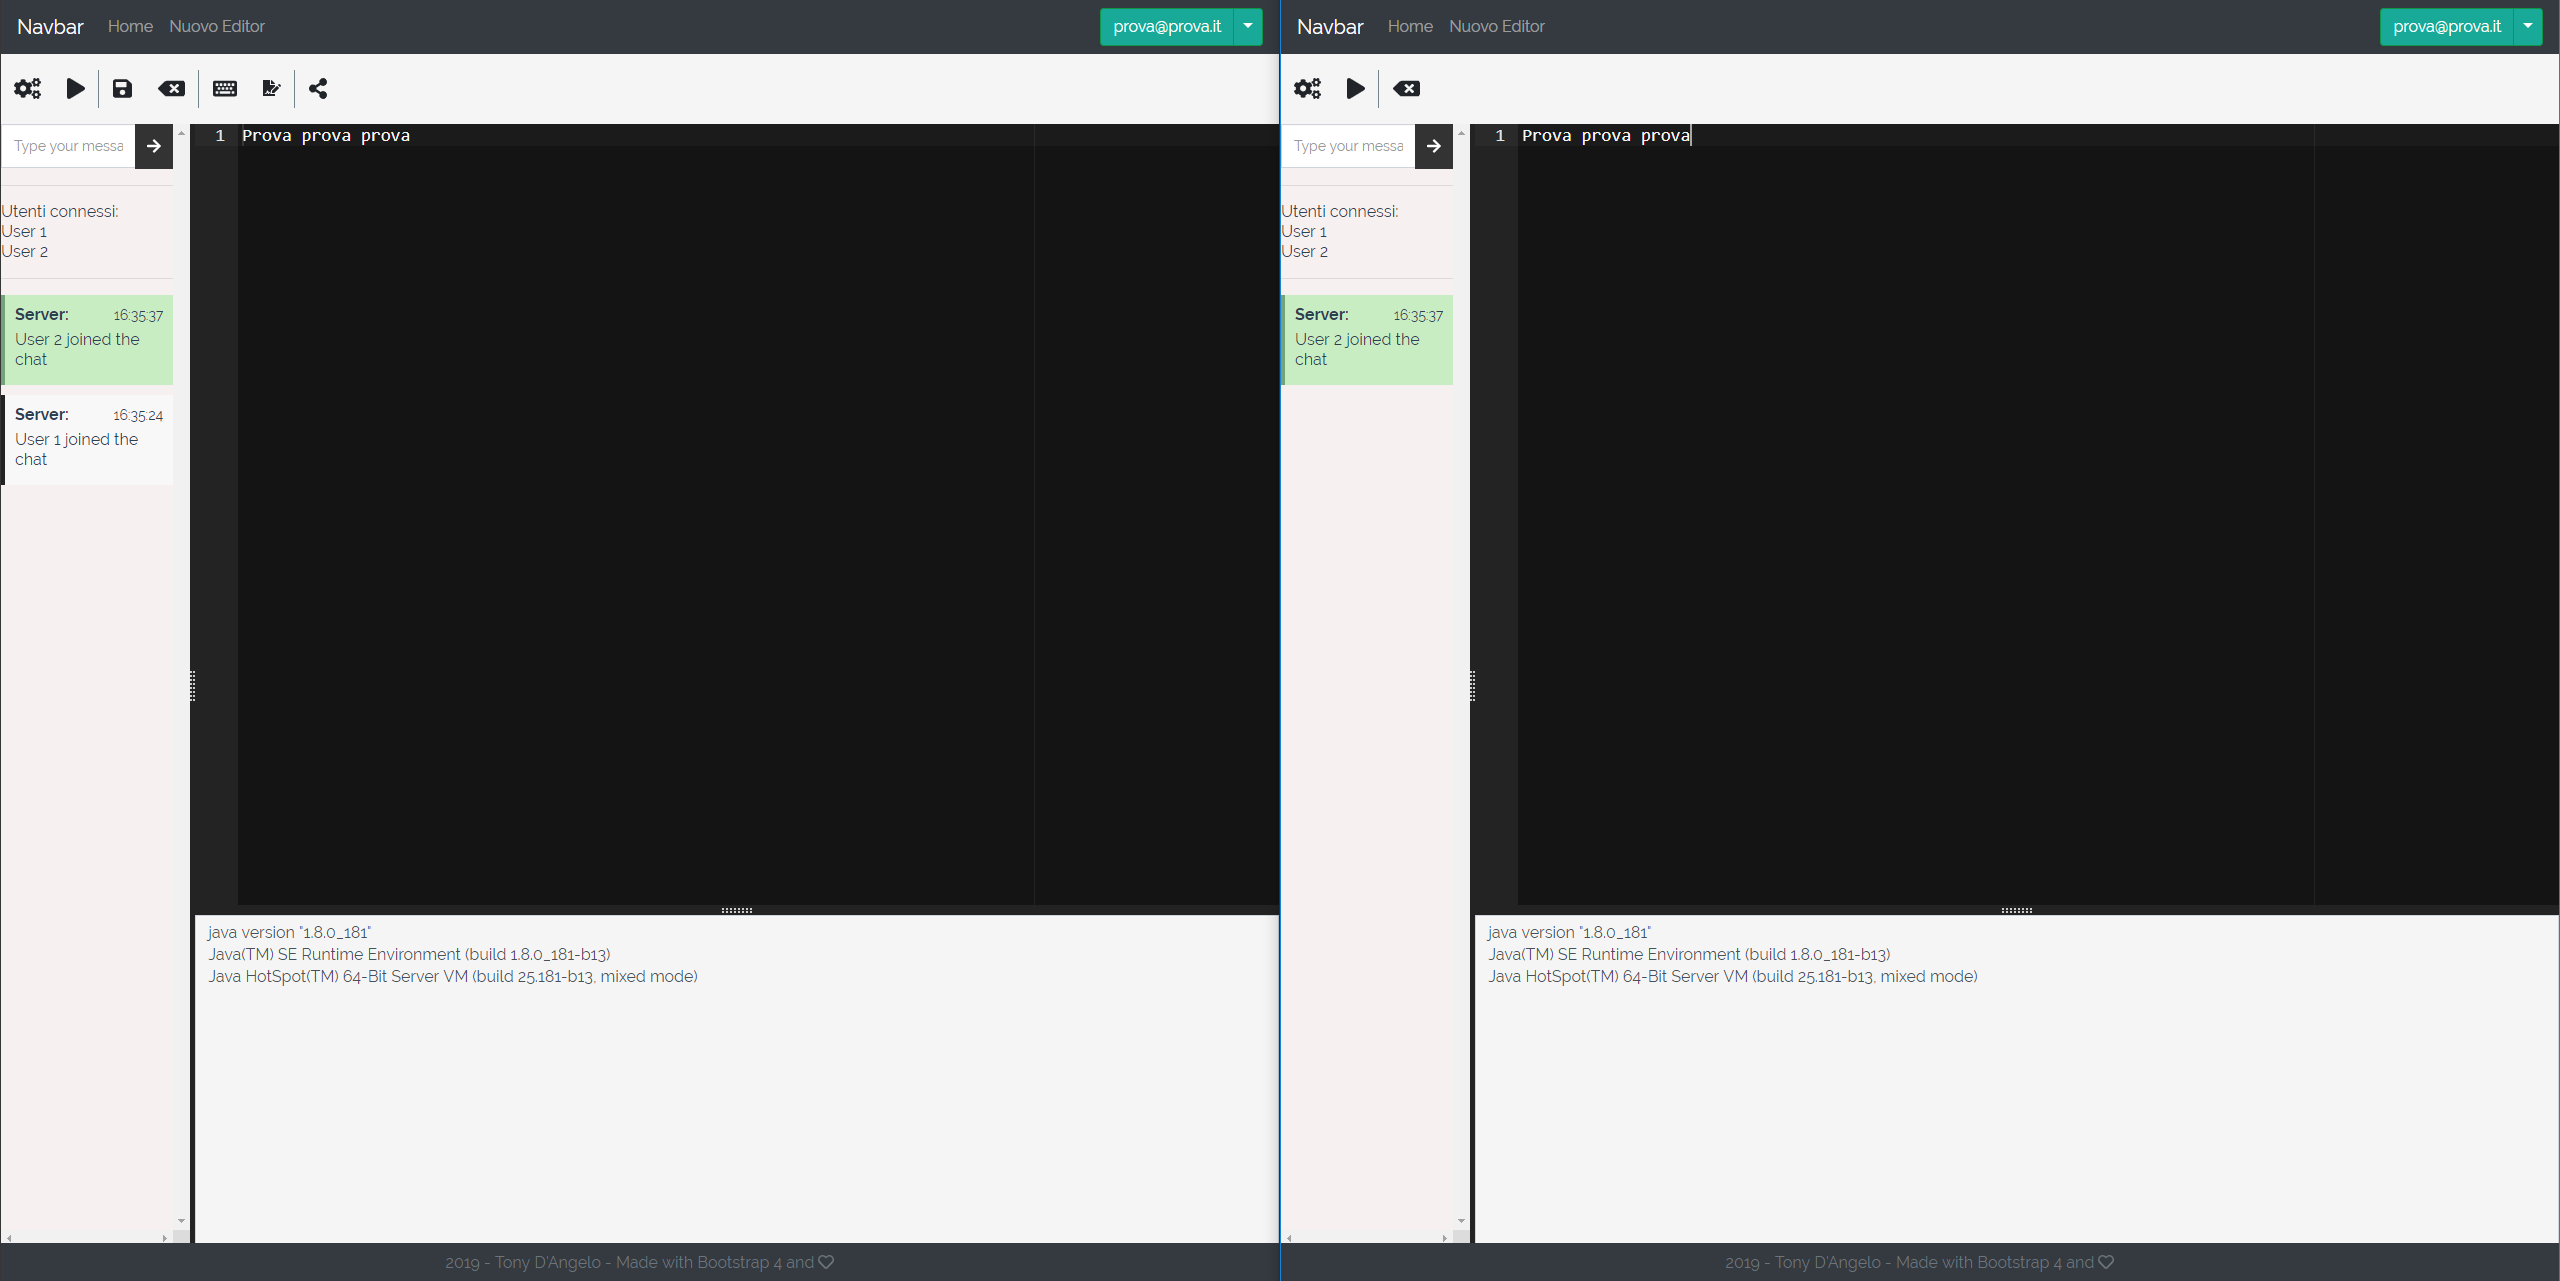 Navbar Home Nuovo Editor prova@prova.it
Type your messa
Utenti connessi:
User 1
User 2
Server: 16:35:37
User 2 joined the
chat
Server: 16:35:24
User 1 joined the
chat
1 Prova prova prova
java version "1.8.0_181"
Java(TM) SE Runtime Environment (build 1.8.0_181-b13)
Java HotSpot(TM) 64-Bit Server VM (build 25.181-b13, mixed mode)
2019 - Tony D'Angelo - Made with Bootstrap 4 and
Navbar Home Nuovo Editor prova@prova.it
Type your messa
Utenti connessi:
User 1
User 2
Server: 16:35:37
User 2 joined the
chat
1 Prova prova prova
java version "1.8.0_181"
Java(TM) SE Runtime Environment (build 1.8.0_181-b13)
Java HotSpot(TM) 64-Bit Server VM (build 25.181-b13, mixed mode)
2019 - Tony D'Angelo - Made with Bootstrap 4 and